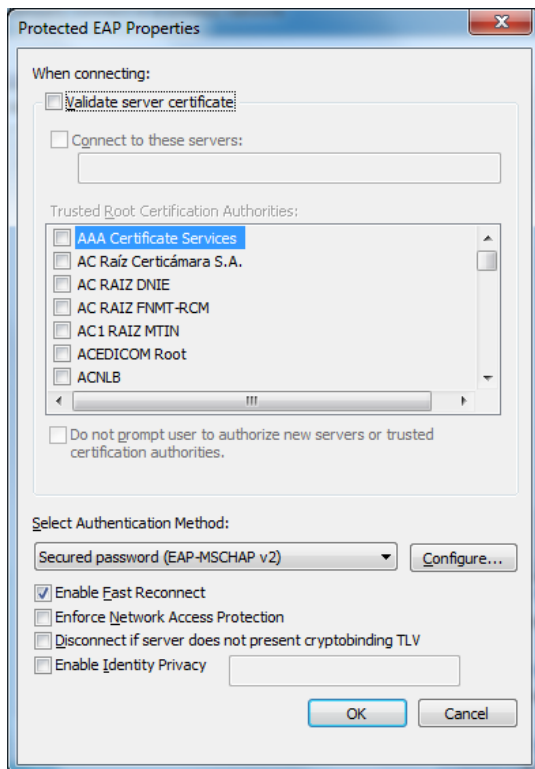 Protected EAP Properties
When connecting:
Validate server certificate
Connect to these servers:
Trusted Root Certification Authorities:
AAA Certificate Services
AC Raíz Certicámara S.A.
AC RAIZ DNIE
AC RAIZ FNMT-RCM
AC1 RAIZ MTIN
ACEDICOM Root
ACNLB
Do not prompt user to authorize new servers or trusted
certification authorities.
Select Authentication Method:
Secured password (EAP-MSCHAP v2)
Configure...
Enable Fast Reconnect
Enforce Network Access Protection
Disconnect if server does not present cryptobinding TLV
Enable Identity Privacy
OK
Cancel